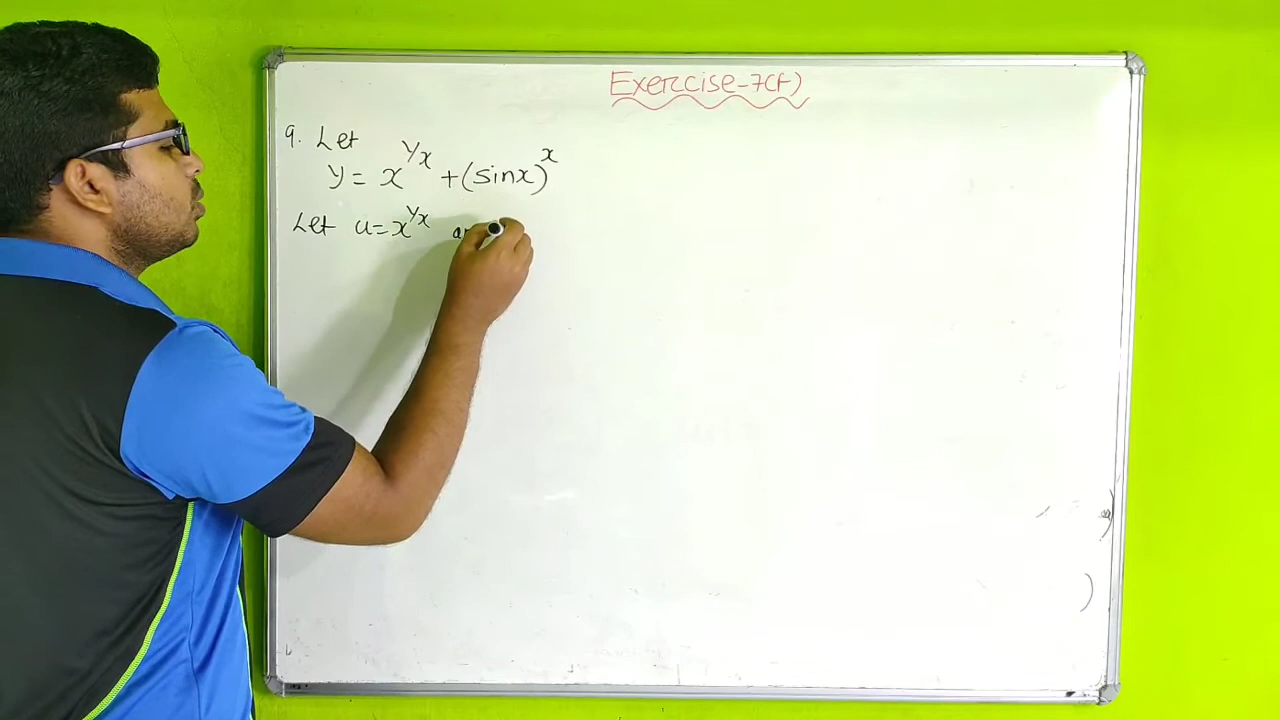 Exercise-7(f)
9. Let
y = x^{1/x} + (sinx)^x
Let u = x^{1/x}